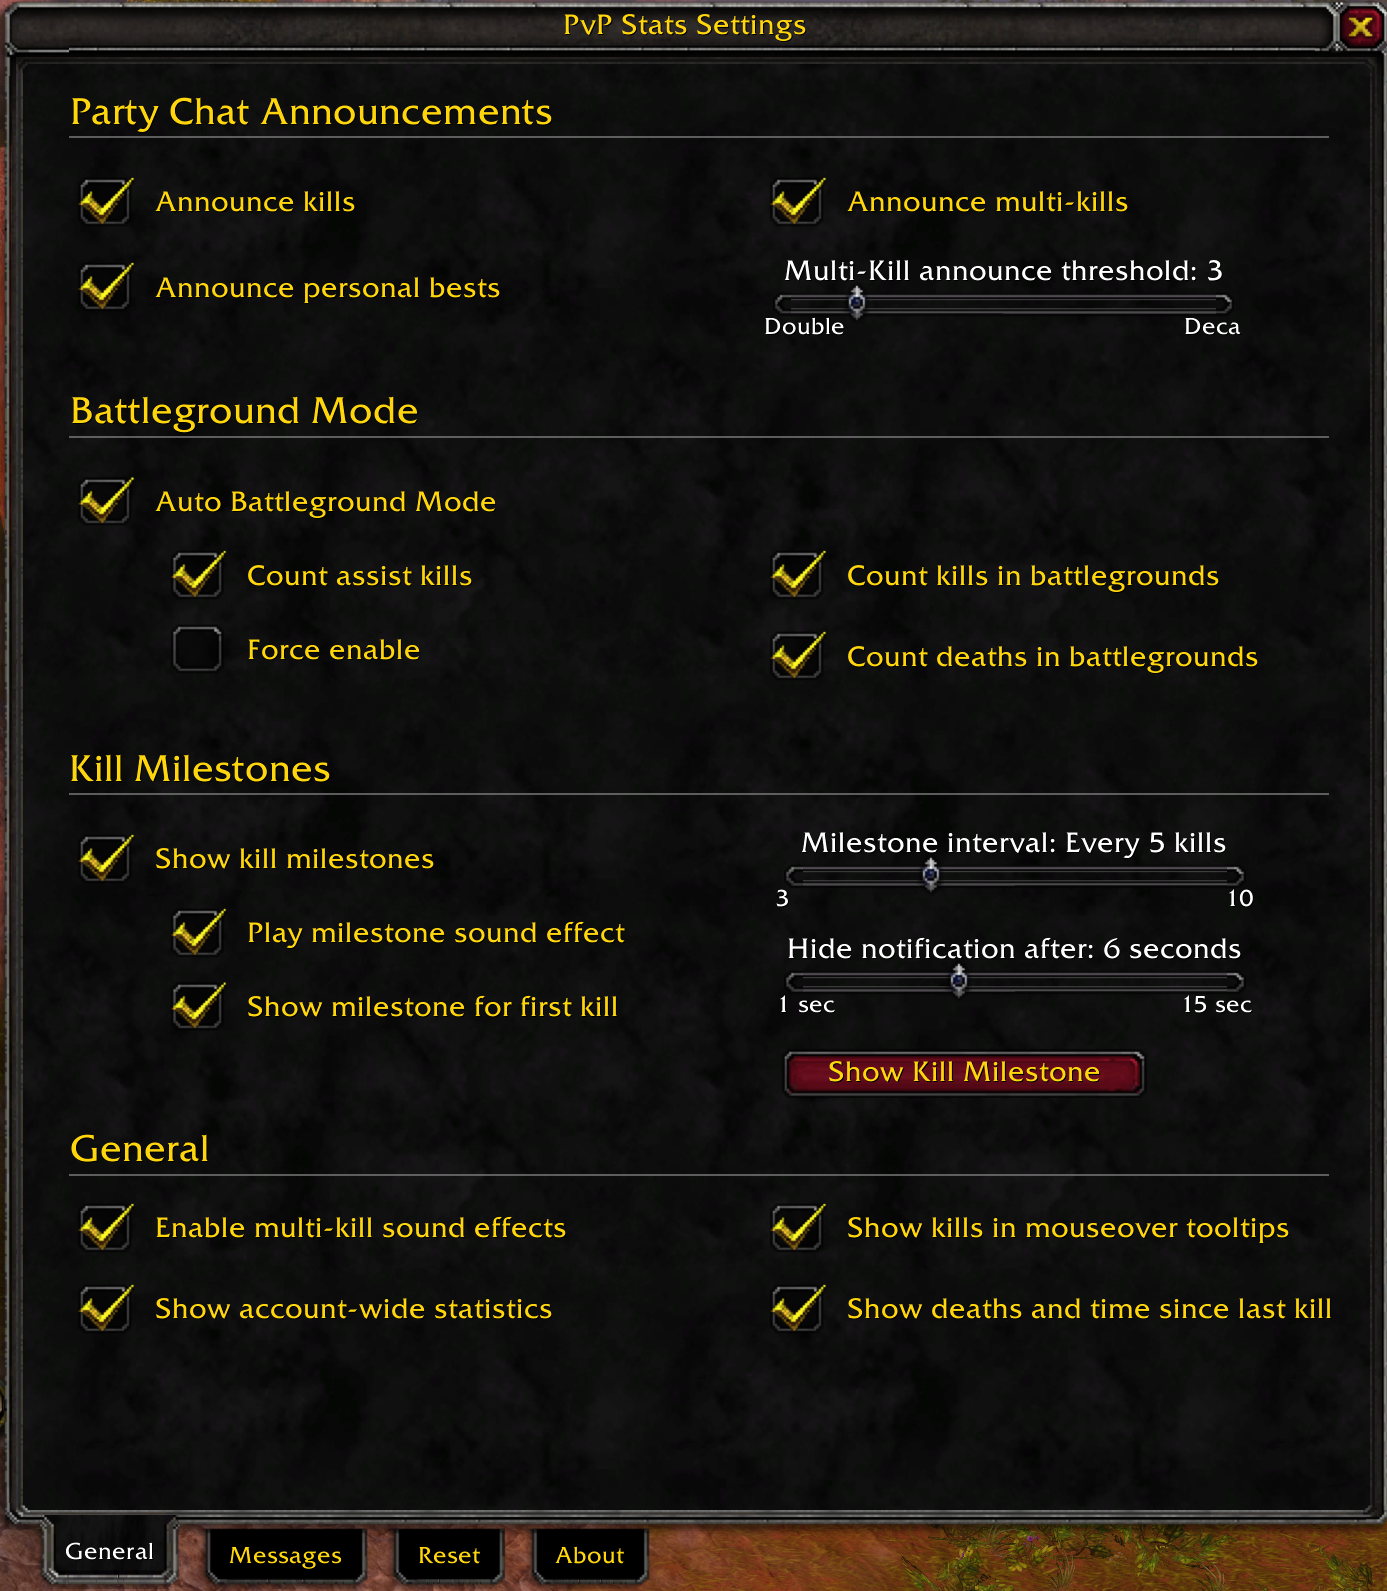 PvP Stats Settings
Party Chat Announcements
Announce kills
Announce multi-kills
Announce personal bests
Multi-Kill announce threshold: 3
Double
Deca
Battleground Mode
Auto Battleground Mode
Count assist kills
Count kills in battlegrounds
Force enable
Count deaths in battlegrounds
Kill Milestones
Show kill milestones
Milestone interval: Every 5 kills
3
10
Play milestone sound effect
Hide notification after: 6 seconds
1 sec
15 sec
Show milestone for first kill
Show Kill Milestone
General
Enable multi-kill sound effects
Show kills in mouseover tooltips
Show account-wide statistics
Show deaths and time since last kill
General
Messages
Reset
About